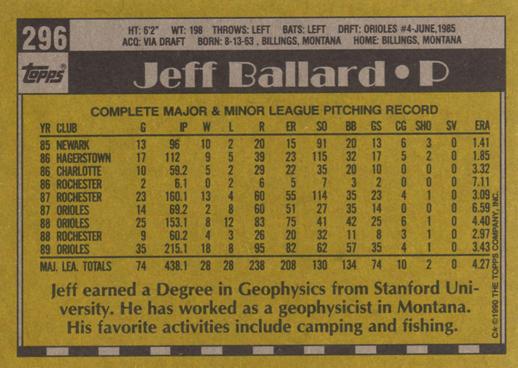 296
HT: 6'2" WT: 198 THROWS: LEFT BATS: LEFT DRFT: ORIOLES #4-JUNE, 1985
ACQ: VIA DRAFT BORN: 8-13-63, BILLINGS, MONTANA HOME: BILLINGS, MONTANA
Topps®
Jeff Ballard • P
COMPLETE MAJOR & MINOR LEAGUE PITCHING RECORD
YR CLUB G IP W L R ER SO BB GS CG SHO SV ERA
85 NEWARK 13 96 10 2 20 15 91 20 13 6 3 0 1.41
86 HAGERSTOWN 17 112 9 5 39 23 115 32 17 5 2 0 1.85
86 CHARLOTTE 10 59.2 5 2 29 22 35 20 10 0 0 0 3.32
86 ROCHESTER 2 6.1 0 2 6 5 7 3 2 0 0 0 7.11
87 ROCHESTER 23 160.1 13 4 60 55 114 35 23 4 1 0 3.09
87 ORIOLES 14 69.2 2 8 60 51 27 35 14 0 0 0 6.59
88 ORIOLES 25 153.1 8 12 83 75 41 42 25 6 1 0 4.40
88 ROCHESTER 9 60.2 4 3 26 20 32 11 8 3 1 0 2.97
89 ORIOLES 35 215.1 18 8 95 82 62 57 35 4 1 0 3.43
MAJ. LEA. TOTALS 74 438.1 28 28 238 208 130 134 74 10 2 0 4.27
Jeff earned a Degree in Geophysics from Stanford Uni-
versity. He has worked as a geophysicist in Montana.
His favorite activities include camping and fishing.
C* © 1990 THE TOPPS COMPANY, INC.